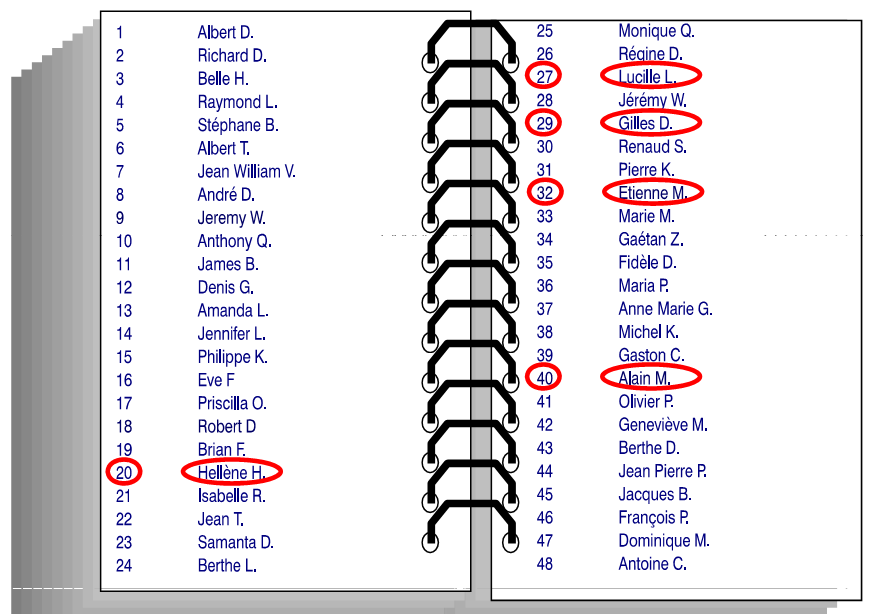 1 Albert D.
2 Richard D.
3 Belle H.
4 Raymond L.
5 Stéphane B.
6 Albert T.
7 Jean William V.
8 André D.
9 Jeremy W.
10 Anthony Q.
11 James B.
12 Denis G.
13 Amanda L.
14 Jennifer L.
15 Philippe K.
16 Eve F
17 Priscilla O.
18 Robert D
19 Brian F.
20 Hellène H.
21 Isabelle R.
22 Jean T.
23 Samanta D.
24 Berthe L.
25 Monique Q.
26 Régine D.
27 Lucille L.
28 Jérémy W.
29 Gilles D.
30 Renaud S.
31 Pierre K.
32 Etienne M.
33 Marie M.
34 Gaétan Z.
35 Fidèle D.
36 Maria P.
37 Anne Marie G.
38 Michel K.
39 Gaston C.
40 Alain M.
41 Olivier P.
42 Geneviève M.
43 Berthe D.
44 Jean Pierre P.
45 Jacques B.
46 François P.
47 Dominique M.
48 Antoine C.